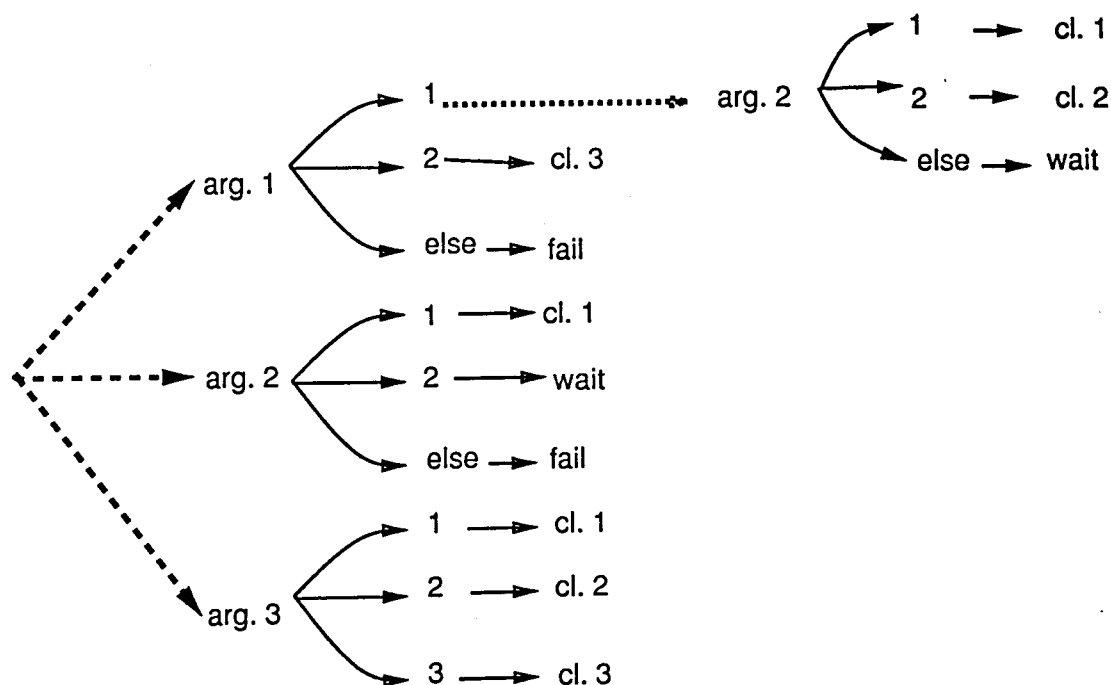 1 cl. 1
1 arg. 2 2 cl. 2
2 cl. 3 else wait
arg. 1
else fail
1 cl. 1
arg. 2 2 wait
else fail
1 cl. 1
2 cl. 2
arg. 3
3 cl. 3